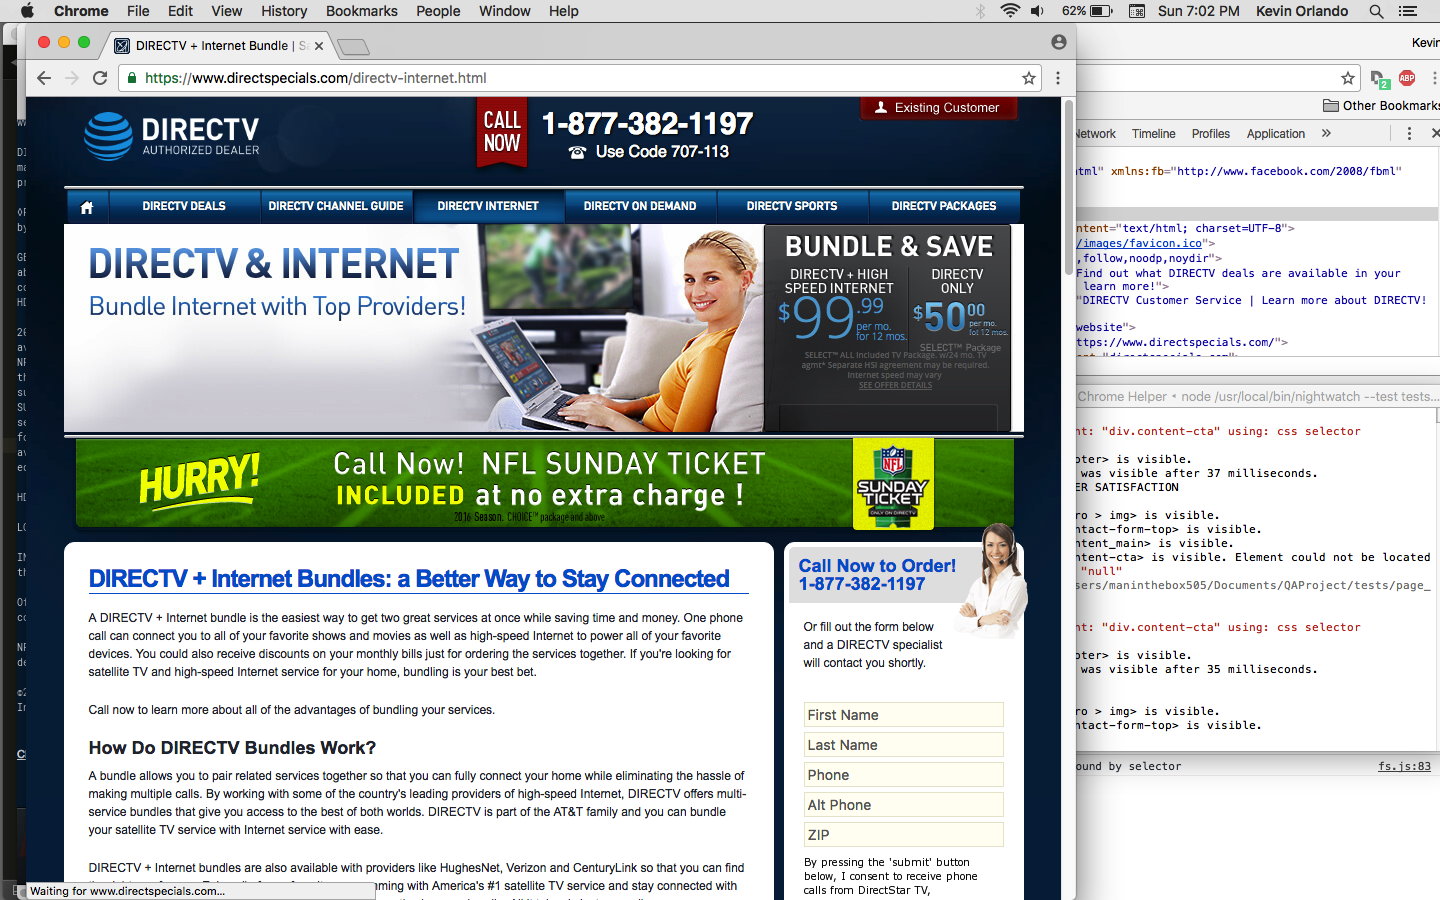 Chrome File Edit View History Bookmarks People Window Help 62% Sun 7:02 PM Kevin Orlando
DIRECTV + Internet Bundle | S
Kevin
https://www.directspecials.com/directv-internet.html
2 ABP
Other Bookmarks
Network Timeline Profiles Application »
DIRECTV
AUTHORIZED DEALER
CALL
NOW
1-877-382-1197
Use Code 707-113
Existing Customer
DIRECTV DEALS DIRECTV CHANNEL GUIDE DIRECTV INTERNET DIRECTV ON DEMAND DIRECTV SPORTS DIRECTV PACKAGES
DIRECTV & INTERNET
Bundle Internet with Top Providers!
BUNDLE & SAVE
DIRECTV + HIGH
SPEED INTERNET
$99.99
per mo.
for 12 mos.
DIRECTV
ONLY
$5000
per mo.
for 12 mos.
SELECT™ Package
SELECT™ ALL Included TV Package. w/24 mo. TV
agmt* Separate HSI agreement may be required.
Internet speed may vary
SEE OFFER DETAILS
HURRY!
Call Now! NFL SUNDAY TICKET
INCLUDED at no extra charge !
2016 Season. CHOICE™ package and above
NFL
SUNDAY
TICKET
ONLY ON DIRECTV
DIRECTV + Internet Bundles: a Better Way to Stay Connected
A DIRECTV + Internet bundle is the easiest way to get two great services at once while saving time and money. One phone
call can connect you to all of your favorite shows and movies as well as high-speed Internet to power all of your favorite
devices. You could also receive discounts on your monthly bills just for ordering the services together. If you're looking for
satellite TV and high-speed Internet service for your home, bundling is your best bet.
Call now to learn more about all of the advantages of bundling your services.
How Do DIRECTV Bundles Work?
A bundle allows you to pair related services together so that you can fully connect your home while eliminating the hassle of
making multiple calls. By working with some of the country's leading providers of high-speed Internet, DIRECTV offers multi-
service bundles that give you access to the best of both worlds. DIRECTV is part of the AT&T family and you can bundle
your satellite TV service with Internet service with ease.
DIRECTV + Internet bundles are also available with providers like HughesNet, Verizon and CenturyLink so that you can find
mming with America's #1 satellite TV service and stay connected with
Waiting for www.directspecials.com...
Call Now to Order!
1-877-382-1197
Or fill out the form below
and a DIRECTV specialist
will contact you shortly.
First Name
Last Name
Phone
Alt Phone
ZIP
By pressing the 'submit' button
below, I consent to receive phone
calls from DirectStar TV,
html" xmlns:fb="http://www.facebook.com/2008/fbml"
ntent="text/html; charset=UTF-8">
/images/favicon.ico">
,follow,noodp,noydir">
Find out what DIRECTV deals are available in your
learn more!">
"DIRECTV Customer Service | Learn more about DIRECTV!
website">
ttps://www.directspecials.com/">
Chrome Helper • node /usr/local/bin/nightwatch --test tests...
nt: "div.content-cta" using: css selector
oter> is visible.
was visible after 37 milliseconds.
ER SATISFACTION
ro > img> is visible.
ntact-form-top> is visible.
ntent_main> is visible.
ntent-cta> is visible. Element could not be located
"null"
sers/maninthebox505/Documents/QAProject/tests/page_
nt: "div.content-cta" using: css selector
oter> is visible.
was visible after 35 milliseconds.
ro > img> is visible.
ntact-form-top> is visible.
ound by selector fs.js:83